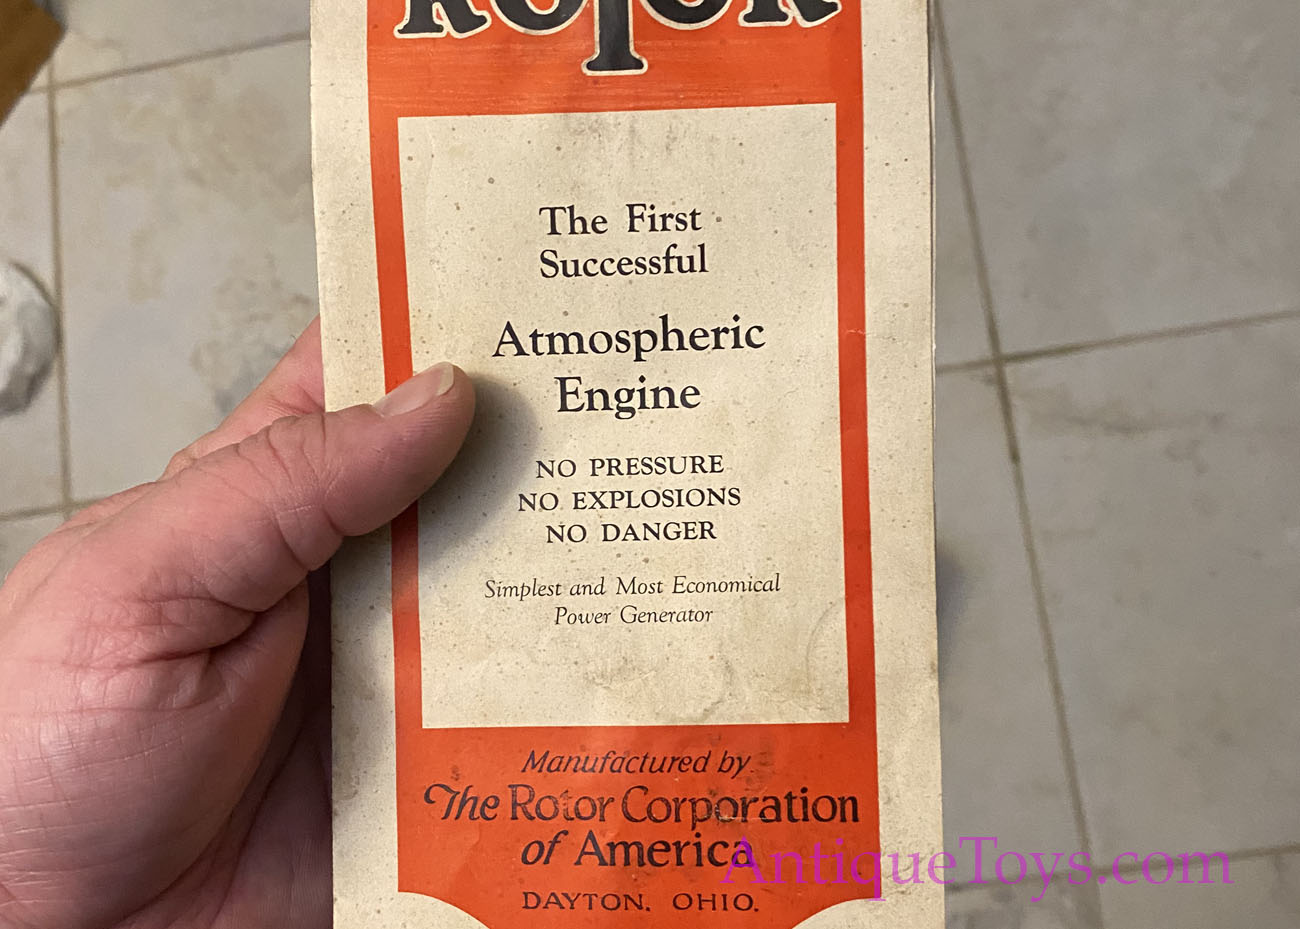 ROTOR
The First
Successful
Atmospheric
Engine
NO PRESSURE
NO EXPLOSIONS
NO DANGER
Simplest and Most Economical
Power Generator
Manufactured by
The Rotor Corporation
of America
AntiqueToys.com
DAYTON, OHIO.